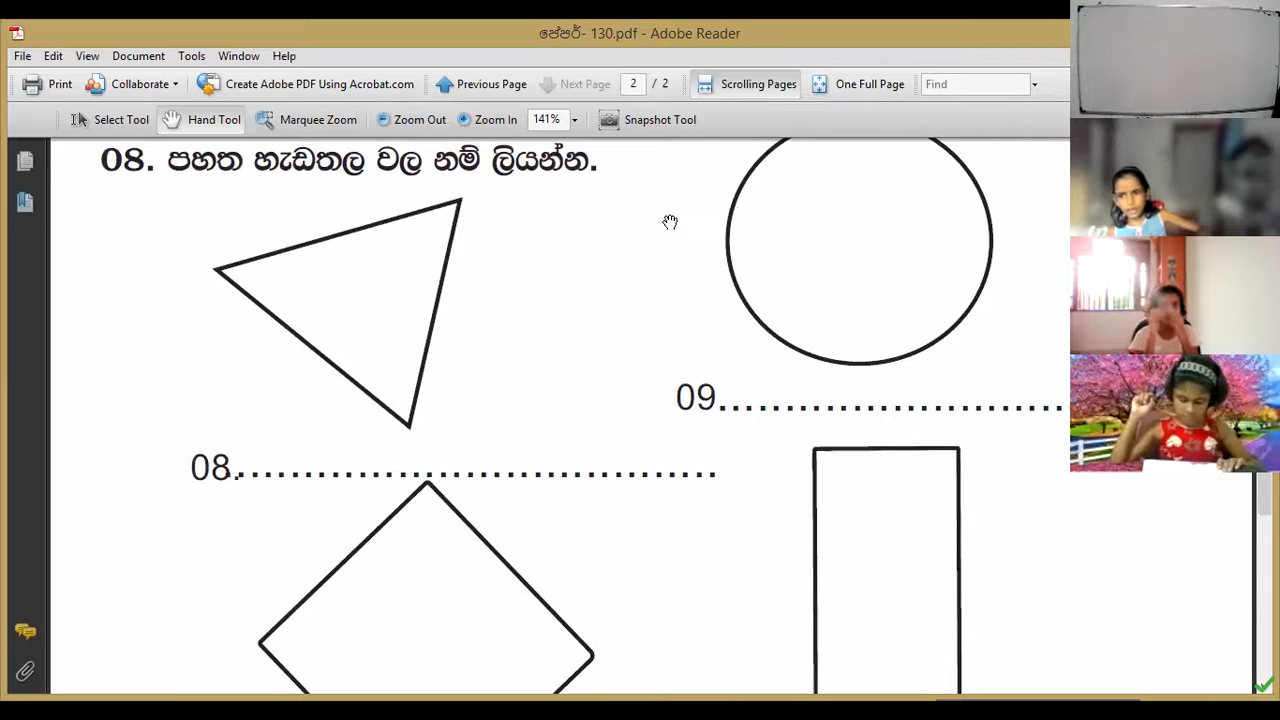 පේපර්- 130.pdf - Adobe Reader
File Edit View Document Tools Window Help
Print Collaborate Create Adobe PDF Using Acrobat.com Previous Page Next Page 2 / 2 Scrolling Pages One Full Page Find
Select Tool Hand Tool Marquee Zoom Zoom Out Zoom In 141% Snapshot Tool
08. පහත හැඩතල වල නම් ලියන්න.
09..........................
08.....................................